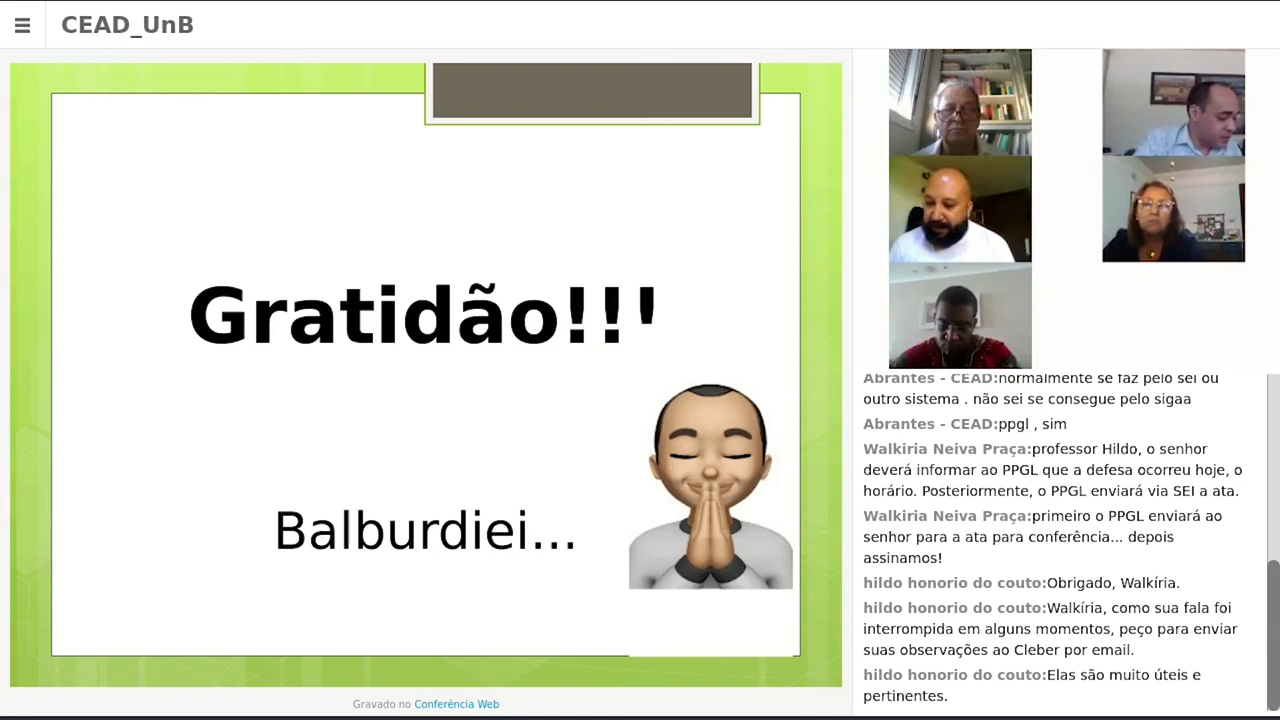 CEAD_UnB
Gratidão!!!
Balburdiei...
Gravado no Conferência Web
Abrantes - CEAD:normalmente se faz pelo sei ou
outro sistema . não sei se consegue pelo sigaa
Abrantes - CEAD:ppgl , sim
Walkiria Neiva Praça:professor Hildo, o senhor
deverá informar ao PPGL que a defesa ocorreu hoje, o
horário. Posteriormente, o PPGL enviará via SEI a ata.
Walkiria Neiva Praça:primeiro o PPGL enviará ao
senhor para a ata para conferência... depois
assinamos!
hildo honorio do couto:Obrigado, Walkíria.
hildo honorio do couto:Walkíria, como sua fala foi
interrompida em alguns momentos, peço para enviar
suas observações ao Cleber por email.
hildo honorio do couto:Elas são muito úteis e
pertinentes.